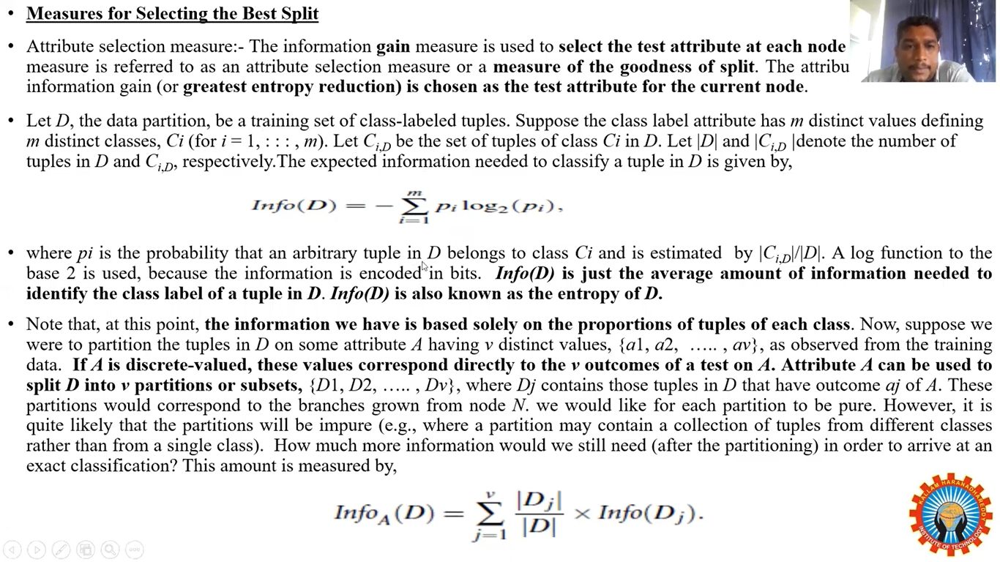 • Measures for Selecting the Best Split
• Attribute selection measure:- The information gain measure is used to select the test attribute at each node
measure is referred to as an attribute selection measure or a measure of the goodness of split. The attribu
information gain (or greatest entropy reduction) is chosen as the test attribute for the current node.
• Let D, the data partition, be a training set of class-labeled tuples. Suppose the class label attribute has m distinct values defining
m distinct classes, Ci (for i = 1, : : : , m). Let C_{i,D} be the set of tuples of class Ci in D. Let |D| and |C_{i,D} |denote the number of
tuples in D and C_{i,D}, respectively.The expected information needed to classify a tuple in D is given by,
Info(D) = − ∑_{i=1}^{m} p_i log_2(p_i),
• where pi is the probability that an arbitrary tuple in D belongs to class Ci and is estimated by |C_{i,D}|/|D|. A log function to the
base 2 is used, because the information is encoded in bits. Info(D) is just the average amount of information needed to
identify the class label of a tuple in D. Info(D) is also known as the entropy of D.
• Note that, at this point, the information we have is based solely on the proportions of tuples of each class. Now, suppose we
were to partition the tuples in D on some attribute A having v distinct values, {a1, a2, ….. , av}, as observed from the training
data. If A is discrete-valued, these values correspond directly to the v outcomes of a test on A. Attribute A can be used to
split D into v partitions or subsets, {D1, D2, ….. , Dv}, where Dj contains those tuples in D that have outcome aj of A. These
partitions would correspond to the branches grown from node N. we would like for each partition to be pure. However, it is
quite likely that the partitions will be impure (e.g., where a partition may contain a collection of tuples from different classes
rather than from a single class). How much more information would we still need (after the partitioning) in order to arrive at an
exact classification? This amount is measured by,
Info_A(D) = ∑_{j=1}^{v} |D_j|/|D| × Info(D_j).
KALLAM HARANADHAREDDY
INSTITUTE OF TECHNOLOGY